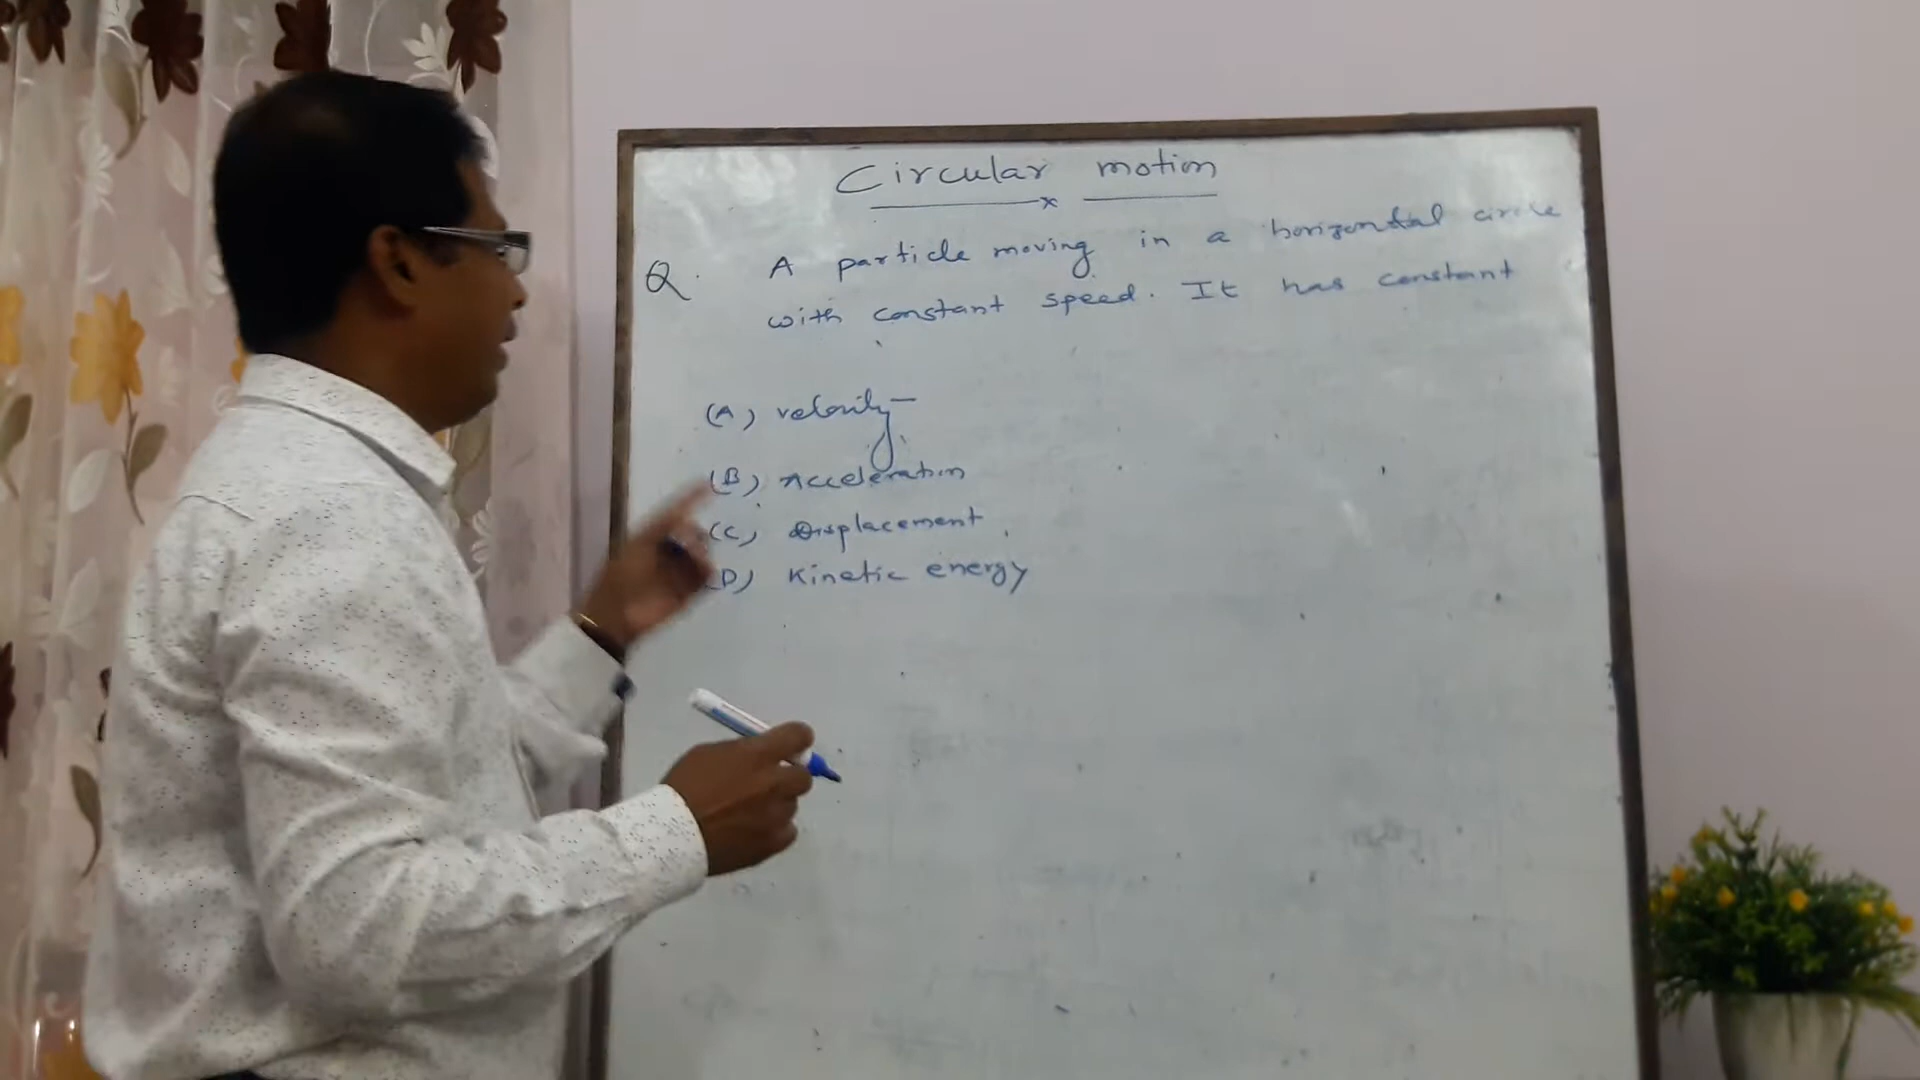 Circular motion
Q. A particle moving in a horizontal circle
with constant speed. It has constant
(A) velocity
(B) Acceleration
(C) Displacement
(D) Kinetic energy